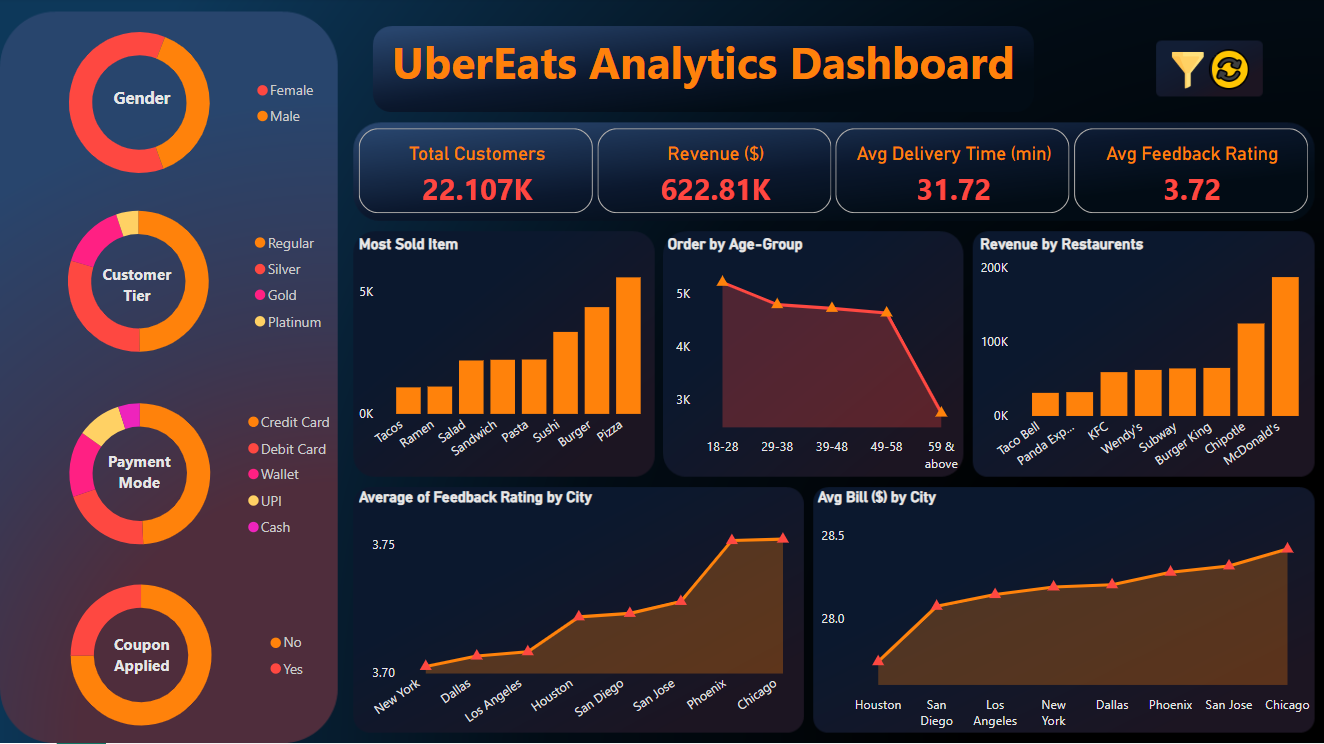 UberEats Analytics Dashboard
Gender
Female
Male
Customer
Tier
Regular
Silver
Gold
Platinum
Payment
Mode
Credit Card
Debit Card
Wallet
UPI
Cash
Coupon
Applied
No
Yes
Total Customers
22.107K
Revenue ($)
622.81K
Avg Delivery Time (min)
31.72
Avg Feedback Rating
3.72
Most Sold Item
5K
0K
Tacos
Ramen
Salad
Sandwich
Pasta
Sushi
Burger
Pizza
Order by Age-Group
5K
4K
3K
18-28
29-38
39-48
49-58
59 &
above
Revenue by Restaurents
200K
100K
0K
Taco Bell
Panda Exp...
KFC
Wendy's
Subway
Burger King
Chipotle
McDonald's
Average of Feedback Rating by City
3.75
3.70
New York
Dallas
Los Angeles
Houston
San Diego
San Jose
Phoenix
Chicago
Avg Bill ($) by City
28.5
28.0
Houston
San
Diego
Los
Angeles
New
York
Dallas
Phoenix
San Jose
Chicago